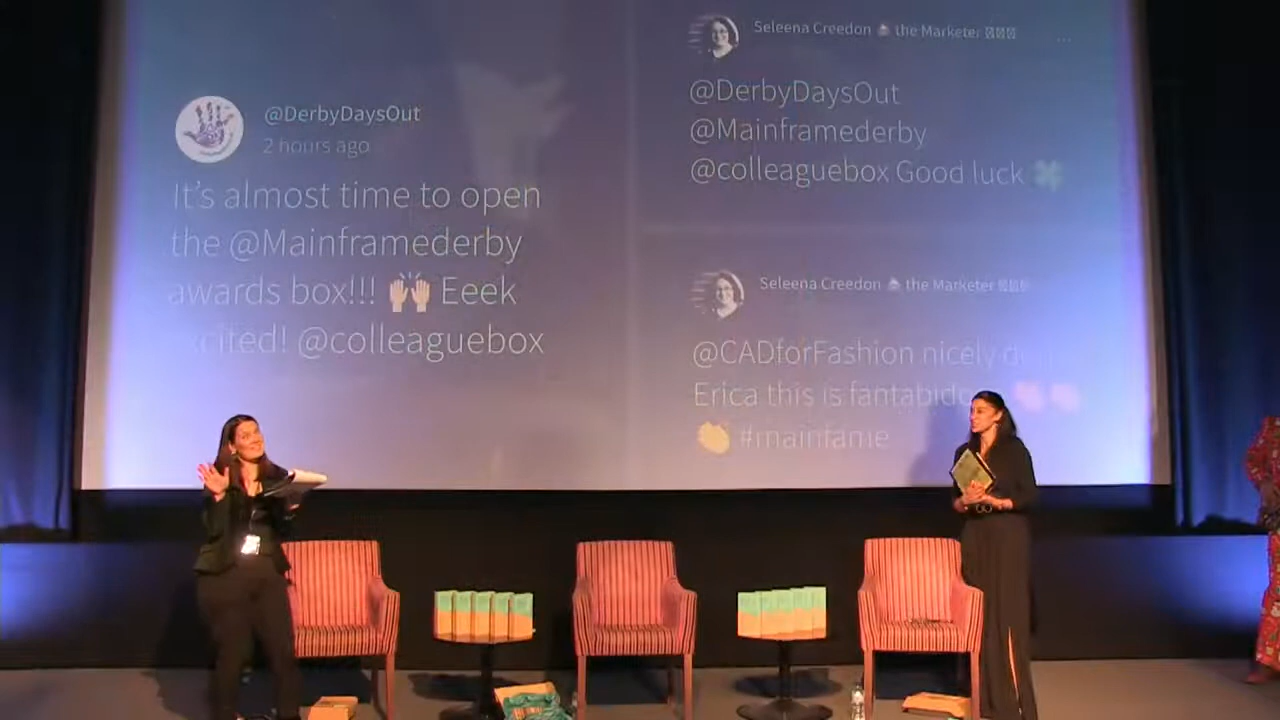 @DerbyDaysOut
2 hours ago
It's almost time to open
the @Mainframederby
awards box!!! 🙌 Eeek
@colleaguebox
Seleena Creedon the Marketer
@DerbyDaysOut
@Mainframederby
@colleaguebox Good luck 🍀
Seleena Creedon the Marketer
@CADforFashion nicely
Erica this is
👏 #mainfame